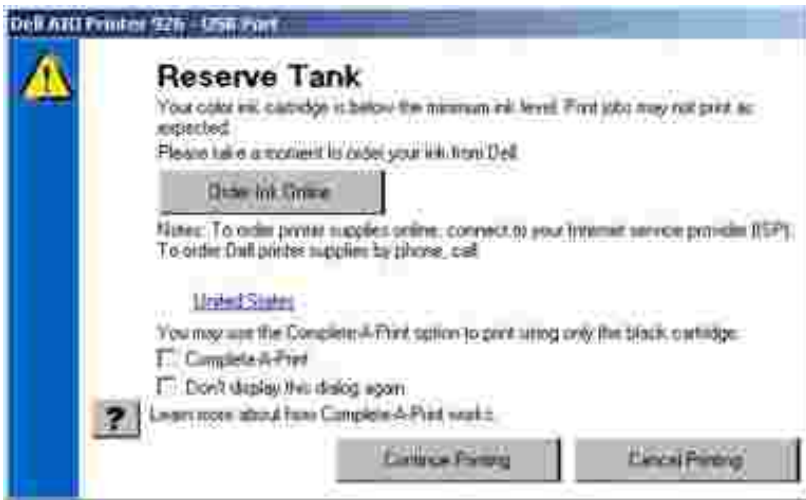 Dell AIO Printer 926 - USB Port
Reserve Tank
Your color ink cartridge is below the minimum ink level. Print jobs may not print as
expected.
Please take a moment to order your ink from Dell.
Order Ink Online
Notes: To order printer supplies online, connect to your Internet service provider (ISP).
To order Dell printer supplies by phone, call
United States
You may use the Complete-A-Print option to print using only the black cartridge.
Complete-A-Print
Don't display this dialog again
? Learn more about how Complete-A-Print works.
Continue Printing Cancel Printing